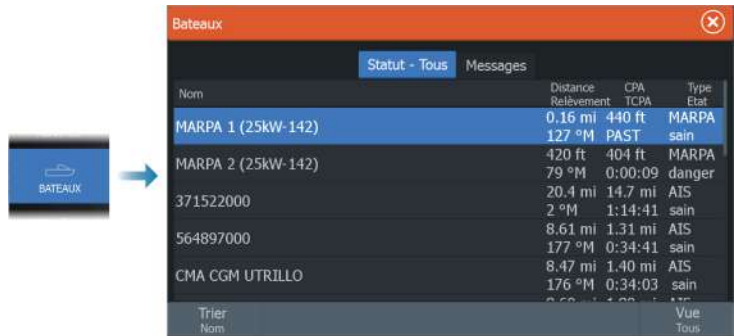 Bateaux
Statut - Tous Messages
Nom Distance CPA Type
Relèvement TCPA Etat
MARPA 1 (25kW-142) 0.16 mi 440 ft MARPA
127 °M PAST sain
MARPA 2 (25kW-142) 420 ft 404 ft MARPA
79 °M 0:00:09 danger
371522000 20.4 mi 14.7 mi AIS
2 °M 1:14:41 sain
564897000 8.61 mi 1.31 mi AIS
177 °M 0:34:41 sain
CMA CGM UTRILLO 8.47 mi 1.40 mi AIS
176 °M 0:34:03 sain
Trier Vue
Nom Tous
BATEAUX